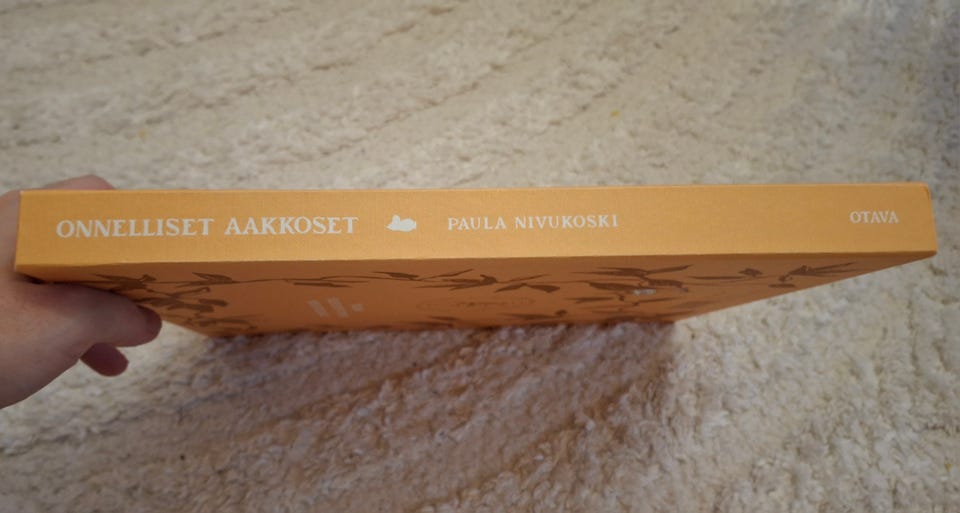 ONNELLISET AAKKOSET PAULA NIVUKOSKI OTAVA